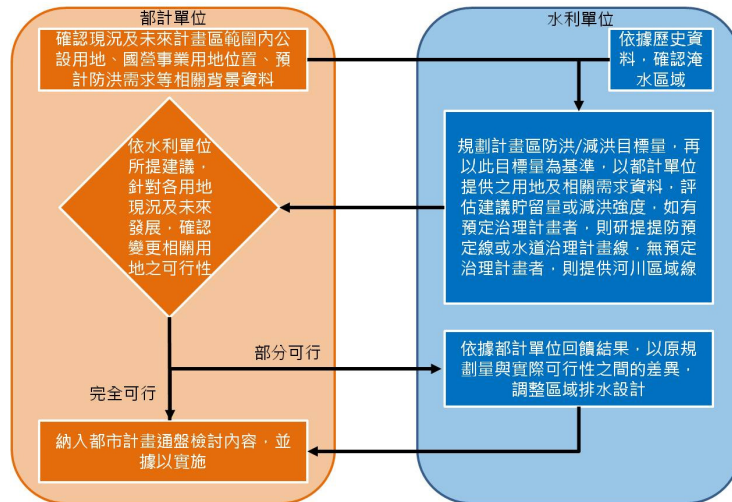 都計單位
水利單位
確認現況及未來計畫區範圍內公
設用地、國營事業用地位置、預
計防洪需求等相關背景資料
依據歷史資
料，確認淹
水區域
依水利單位
所提建議，
針對各用地
現況及未來
發展，確認
變更相關用
地之可行性
規劃計畫區防洪/減洪目標量，再
以此目標量為基準，以都計單位
提供之用地及相關需求資料，評
估建議貯留量或減洪強度，如有
預定治理計畫者，則研提提防預
定線或水道治理計畫線，無預定
治理計畫者，則提供河川區域線
部分可行
完全可行
依據都計單位回饋結果，以原規
劃量與實際可行性之間的差異，
調整區域排水設計
納入都市計畫通盤檢討內容，並
據以實施